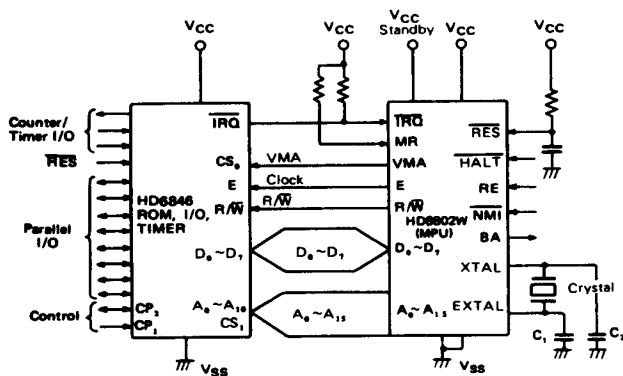 VCC
VCC
VCC
Standby
VCC
VCC
Counter/
Timer I/O
RES
Parallel
I/O
Control
IRQ
CS₀
E
R/W̅
HD6846
ROM, I/O,
TIMER
D₀~D₇
A₀~A₁₀
CS₁
CP₂
CP₁
VSS
VMA
Clock
R/W̅
D₀~D₇
A₀~A₁₅
IRQ
MR
VMA
E
R/W̅
HD6802W
(MPU)
D₀~D₇
A₀~A₁₅
VSS
RES
HALT
RE
NMI
BA
XTAL
EXTAL
Crystal
C₁
C₂